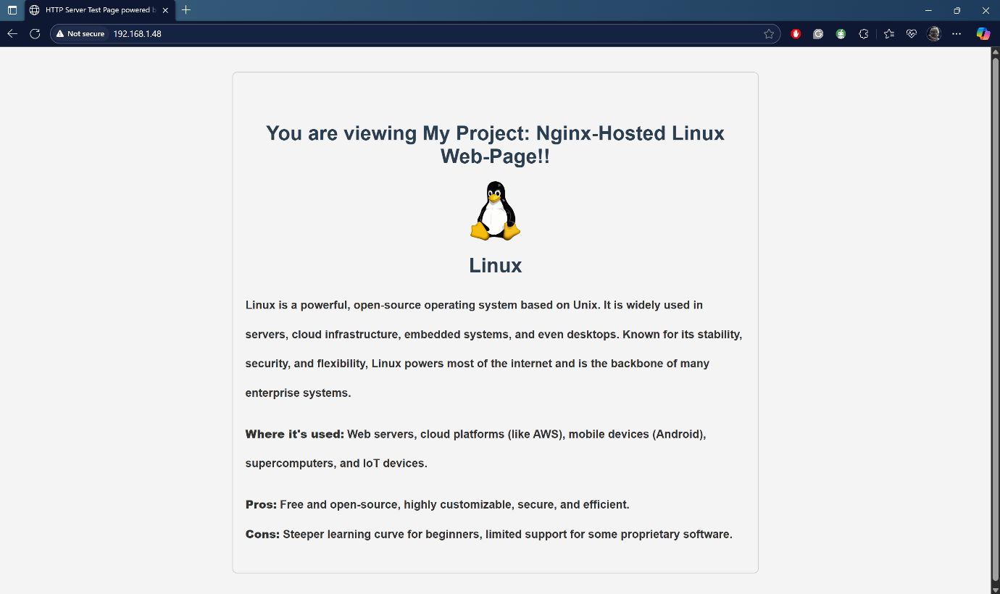 HTTP Server Test Page powered b
Not secure 192.168.1.48
You are viewing My Project: Nginx-Hosted Linux
Web-Page!!
Linux
Linux is a powerful, open-source operating system based on Unix. It is widely used in
servers, cloud infrastructure, embedded systems, and even desktops. Known for its stability,
security, and flexibility, Linux powers most of the internet and is the backbone of many
enterprise systems.
Where it's used: Web servers, cloud platforms (like AWS), mobile devices (Android),
supercomputers, and IoT devices.
Pros: Free and open-source, highly customizable, secure, and efficient.
Cons: Steeper learning curve for beginners, limited support for some proprietary software.